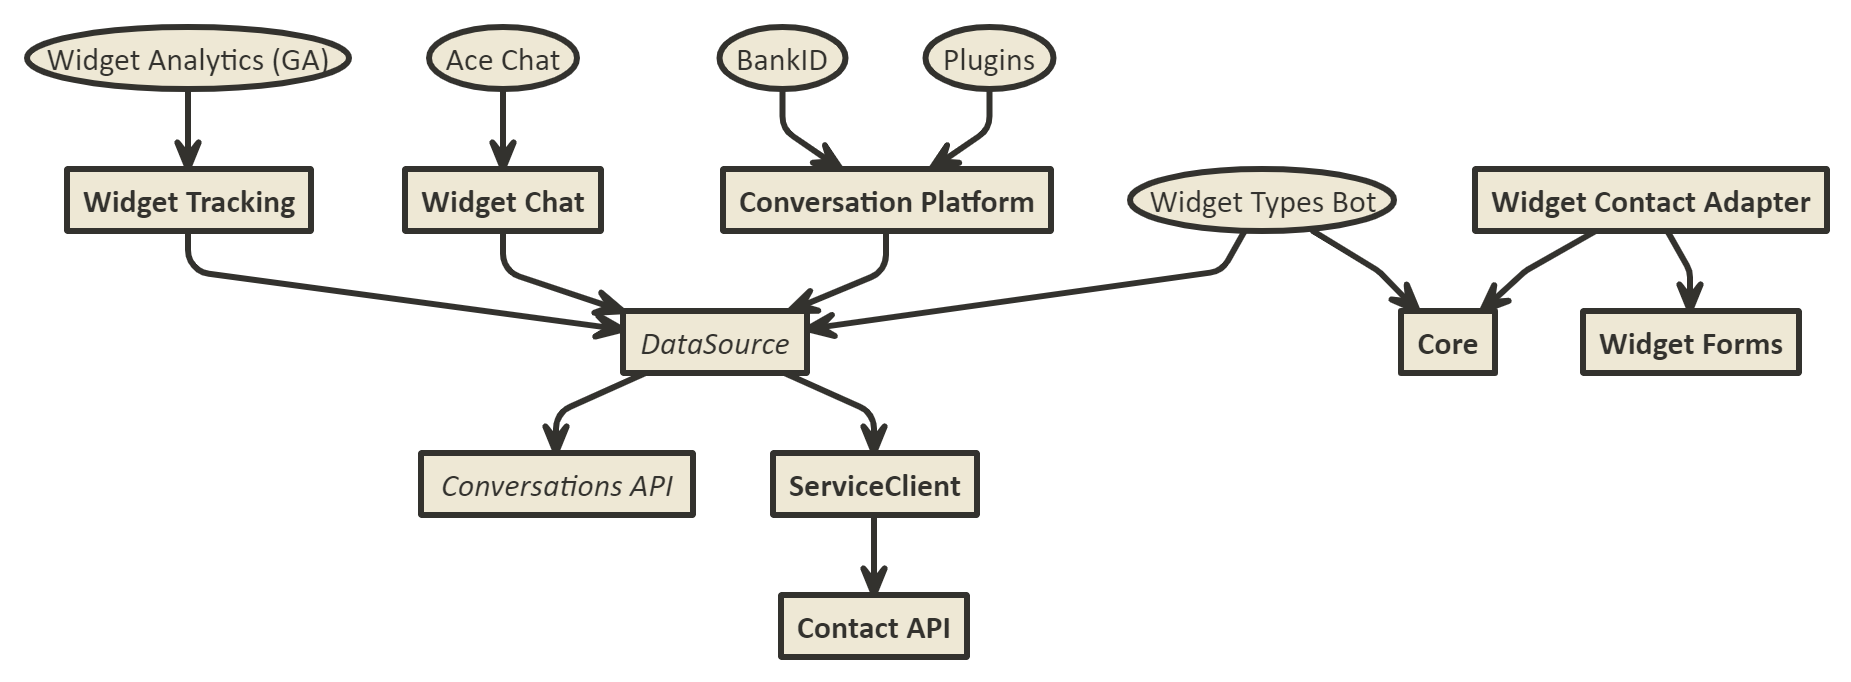 Widget Analytics (GA)
Ace Chat
BankID
Plugins
Widget Tracking
Widget Chat
Conversation Platform
Widget Types Bot
Widget Contact Adapter
DataSource
Core
Widget Forms
Conversations API
ServiceClient
Contact API